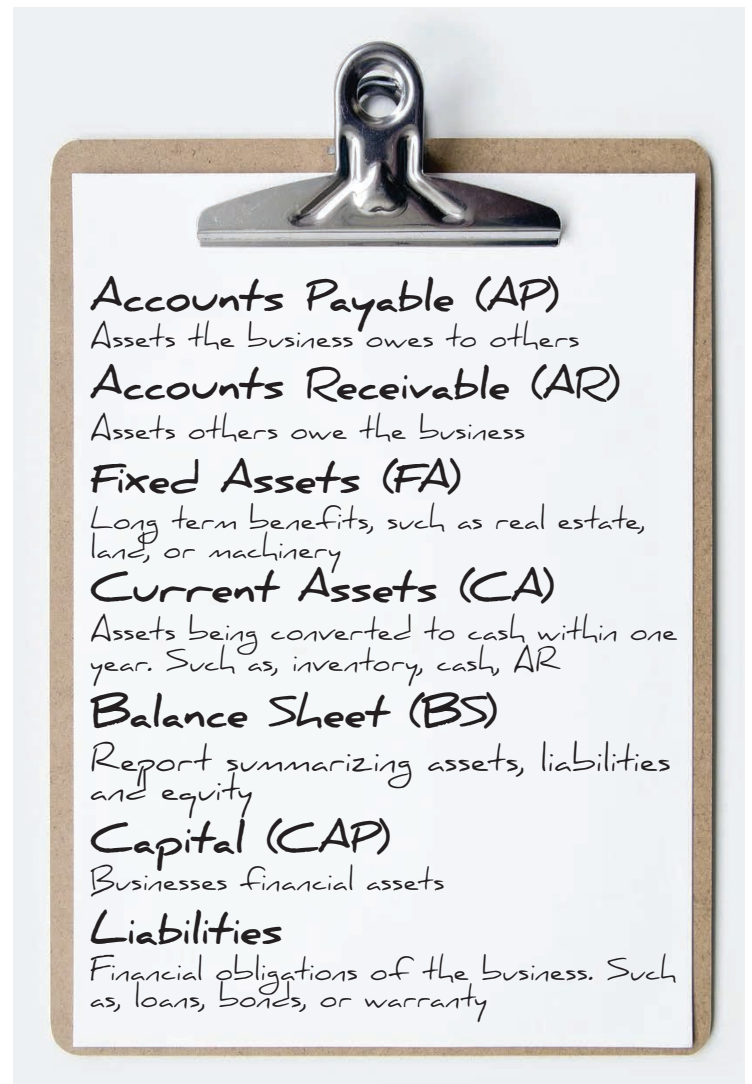 Accounts Payable (AP)
Assets the business owes to others
Accounts Receivable (AR)
Assets others owe the business
Fixed Assets (FA)
Long term benefits, such as real estate,
land, or machinery
Current Assets (CA)
Assets being converted to cash within one
year. Such as, inventory, cash, AR
Balance Sheet (BS)
Report summarizing assets, liabilities
and equity
Capital (CAP)
Businesses financial assets
Liabilities
Financial obligations of the business. Such
as, loans, bonds, or warranty